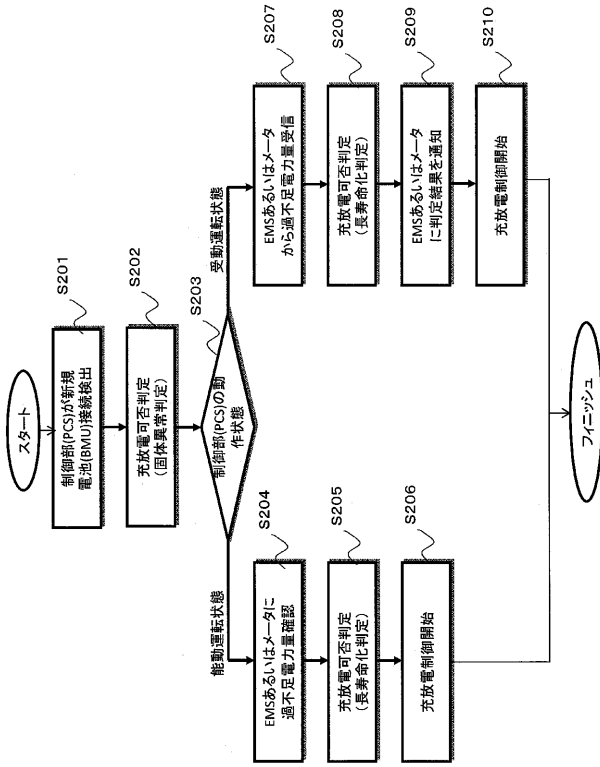 スタート
制御部(PCS)が新規
電池(BMU)接続検出
S201
充放電可否判定
(固体異常判定)
S202
制御部(PCS)の動
作状態
S203
能動運転状態
EMSあるいはメータに
過不足電力量確認
S204
充放電可否判定
(長寿命化判定)
S205
充放電制御開始
S206
受動運転状態
EMSあるいはメータ
から過不足電力量受信
S207
充放電可否判定
(長寿命化判定)
S208
EMSあるいはメータ
に判定結果を通知
S209
充放電制御開始
S210
フィニッシュ